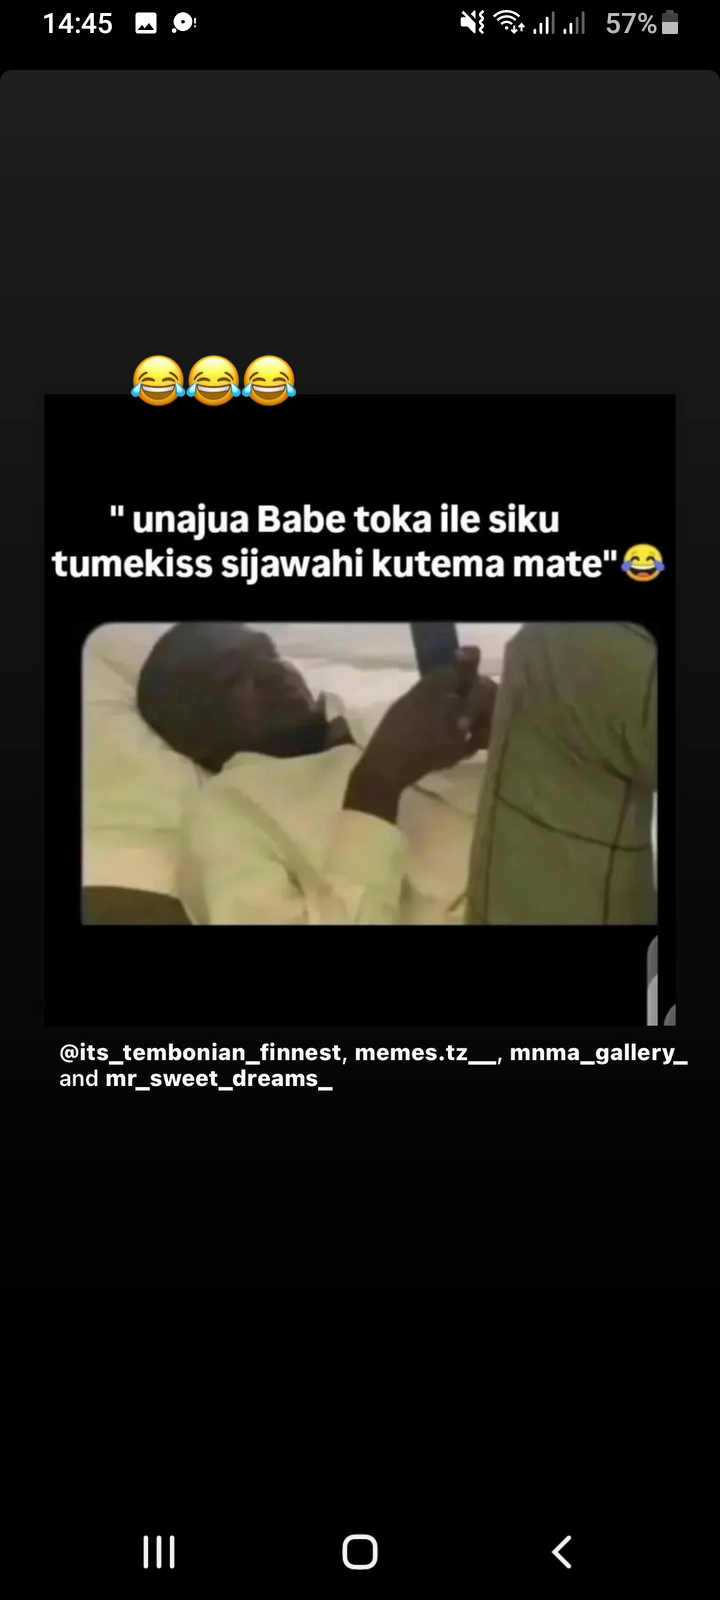 14:45
57%
😂😂😂
" unajua Babe toka ile siku
tumekiss sijawahi kutema mate"😂
@its_tembonian_finnest, memes.tz__, mnma_gallery_
and mr_sweet_dreams_